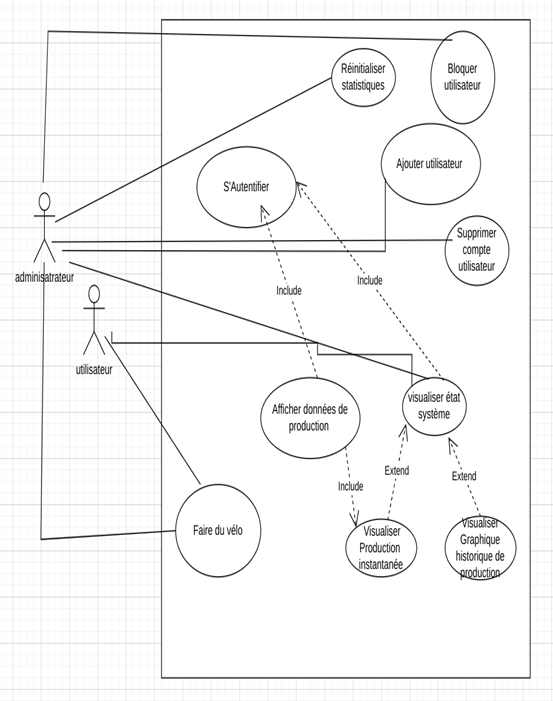 Réinitialiser
statistiques
Bloquer
utilisateur
Ajouter utilisateur
S'Autentifier
adminisatrateur
Supprimer
compte
utilisateur
Include
Include
utilisateur
Afficher données de
production
visualiser état
système
Include
Extend
Extend
Faire du vélo
Visualiser
Production
instantanée
Visualiser
Graphique
historique de
production